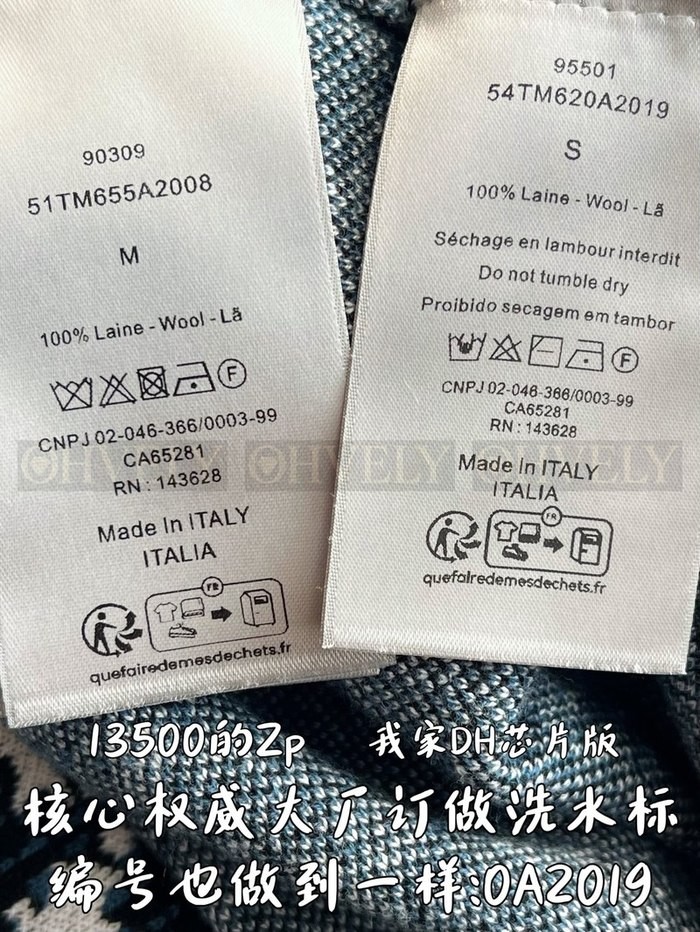 90309
51TM655A2008
M
100% Laine - Wool - Lã
CNPJ 02-046-366/0003-99
CA65281
RN : 143628
Made In ITALY
ITALIA
FR
quefairedemesdechets.fr
95501
54TM620A2019
S
100% Laine - Wool - Lã
Séchage en lambour interdit
Do not tumble dry
Proibido secagem em tambor
F
CNPJ 02-046-366/0003-99
CA65281
RN : 143628
Made In ITALY
ITALIA
FR
quefairedemesdechets.fr
F
OHVELY OHVELY OHVELY
13500的Zp 我家DH芯片版
核心权威大厂订做洗水标
编号也做到一样:0A2019